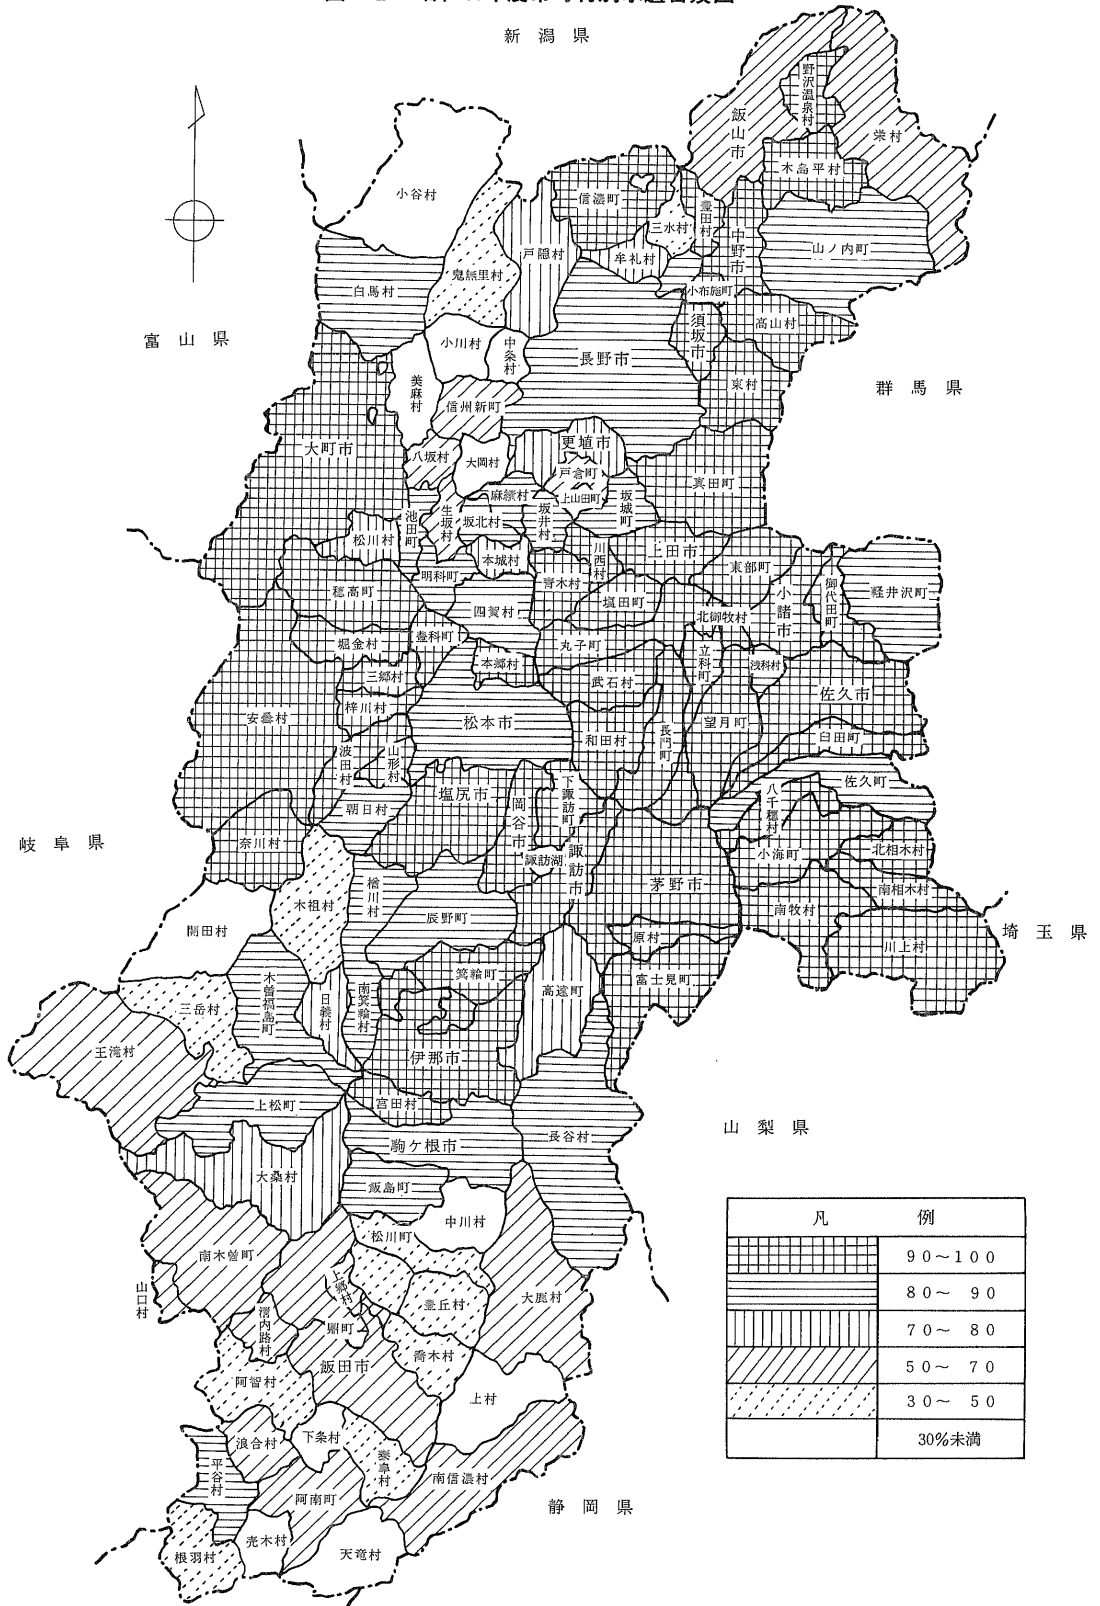 新潟県
野沢温泉村
飯山市
栄村
木島平村
小谷村
信濃町
豊田村
三水村
中野市
山ノ内町
戸隠村
牟礼村
鬼無里村
白馬村
小布施町
須坂市
高山村
富山県
小川村
中条村
長野市
東村
群馬県
美麻村
信州新町
更埴市
大町市
八坂村
大岡村
戸倉町
真田町
麻績村
上山田町
坂城町
池田町
生坂村
坂北村
坂井村
松川村
本城村
川西村
上田市
東部町
御代田町
軽井沢町
明科町
青木村
穂高町
四賀村
塩田町
北御牧村
小諸市
豊科町
堀金村
丸子町
本郷村
立科町
浅科村
三郷村
武石村
佐久市
安曇村
梓川村
松本市
和田村
長門町
望月町
臼田町
波田村
山形村
佐久町
塩尻市
岡谷市
下諏訪町
八千穂村
朝日村
岐阜県
奈川村
諏訪湖
諏訪市
小海町
北相木村
茅野市
南相木村
木祖村
楢川村
辰野町
南牧村
開田村
原村
川上村
埼玉県
箕輪町
富士見町
木曽福島町
日義村
南箕輪村
高遠町
三岳村
王滝村
伊那市
上松町
宮田村
山梨県
駒ケ根市
長谷村
大桑村
飯島町
中川村
松川町
南木曽町
山口村
上郷村
豊丘村
大鹿村
清内路村
鼎町
飯田市
喬木村
阿智村
上村
浪合村
下条村
泰阜村
平谷村
南信濃村
阿南町
静岡県
売木村
根羽村
天竜村
凡例
90～100
80～ 90
70～ 80
50～ 70
30～ 50
30%未満